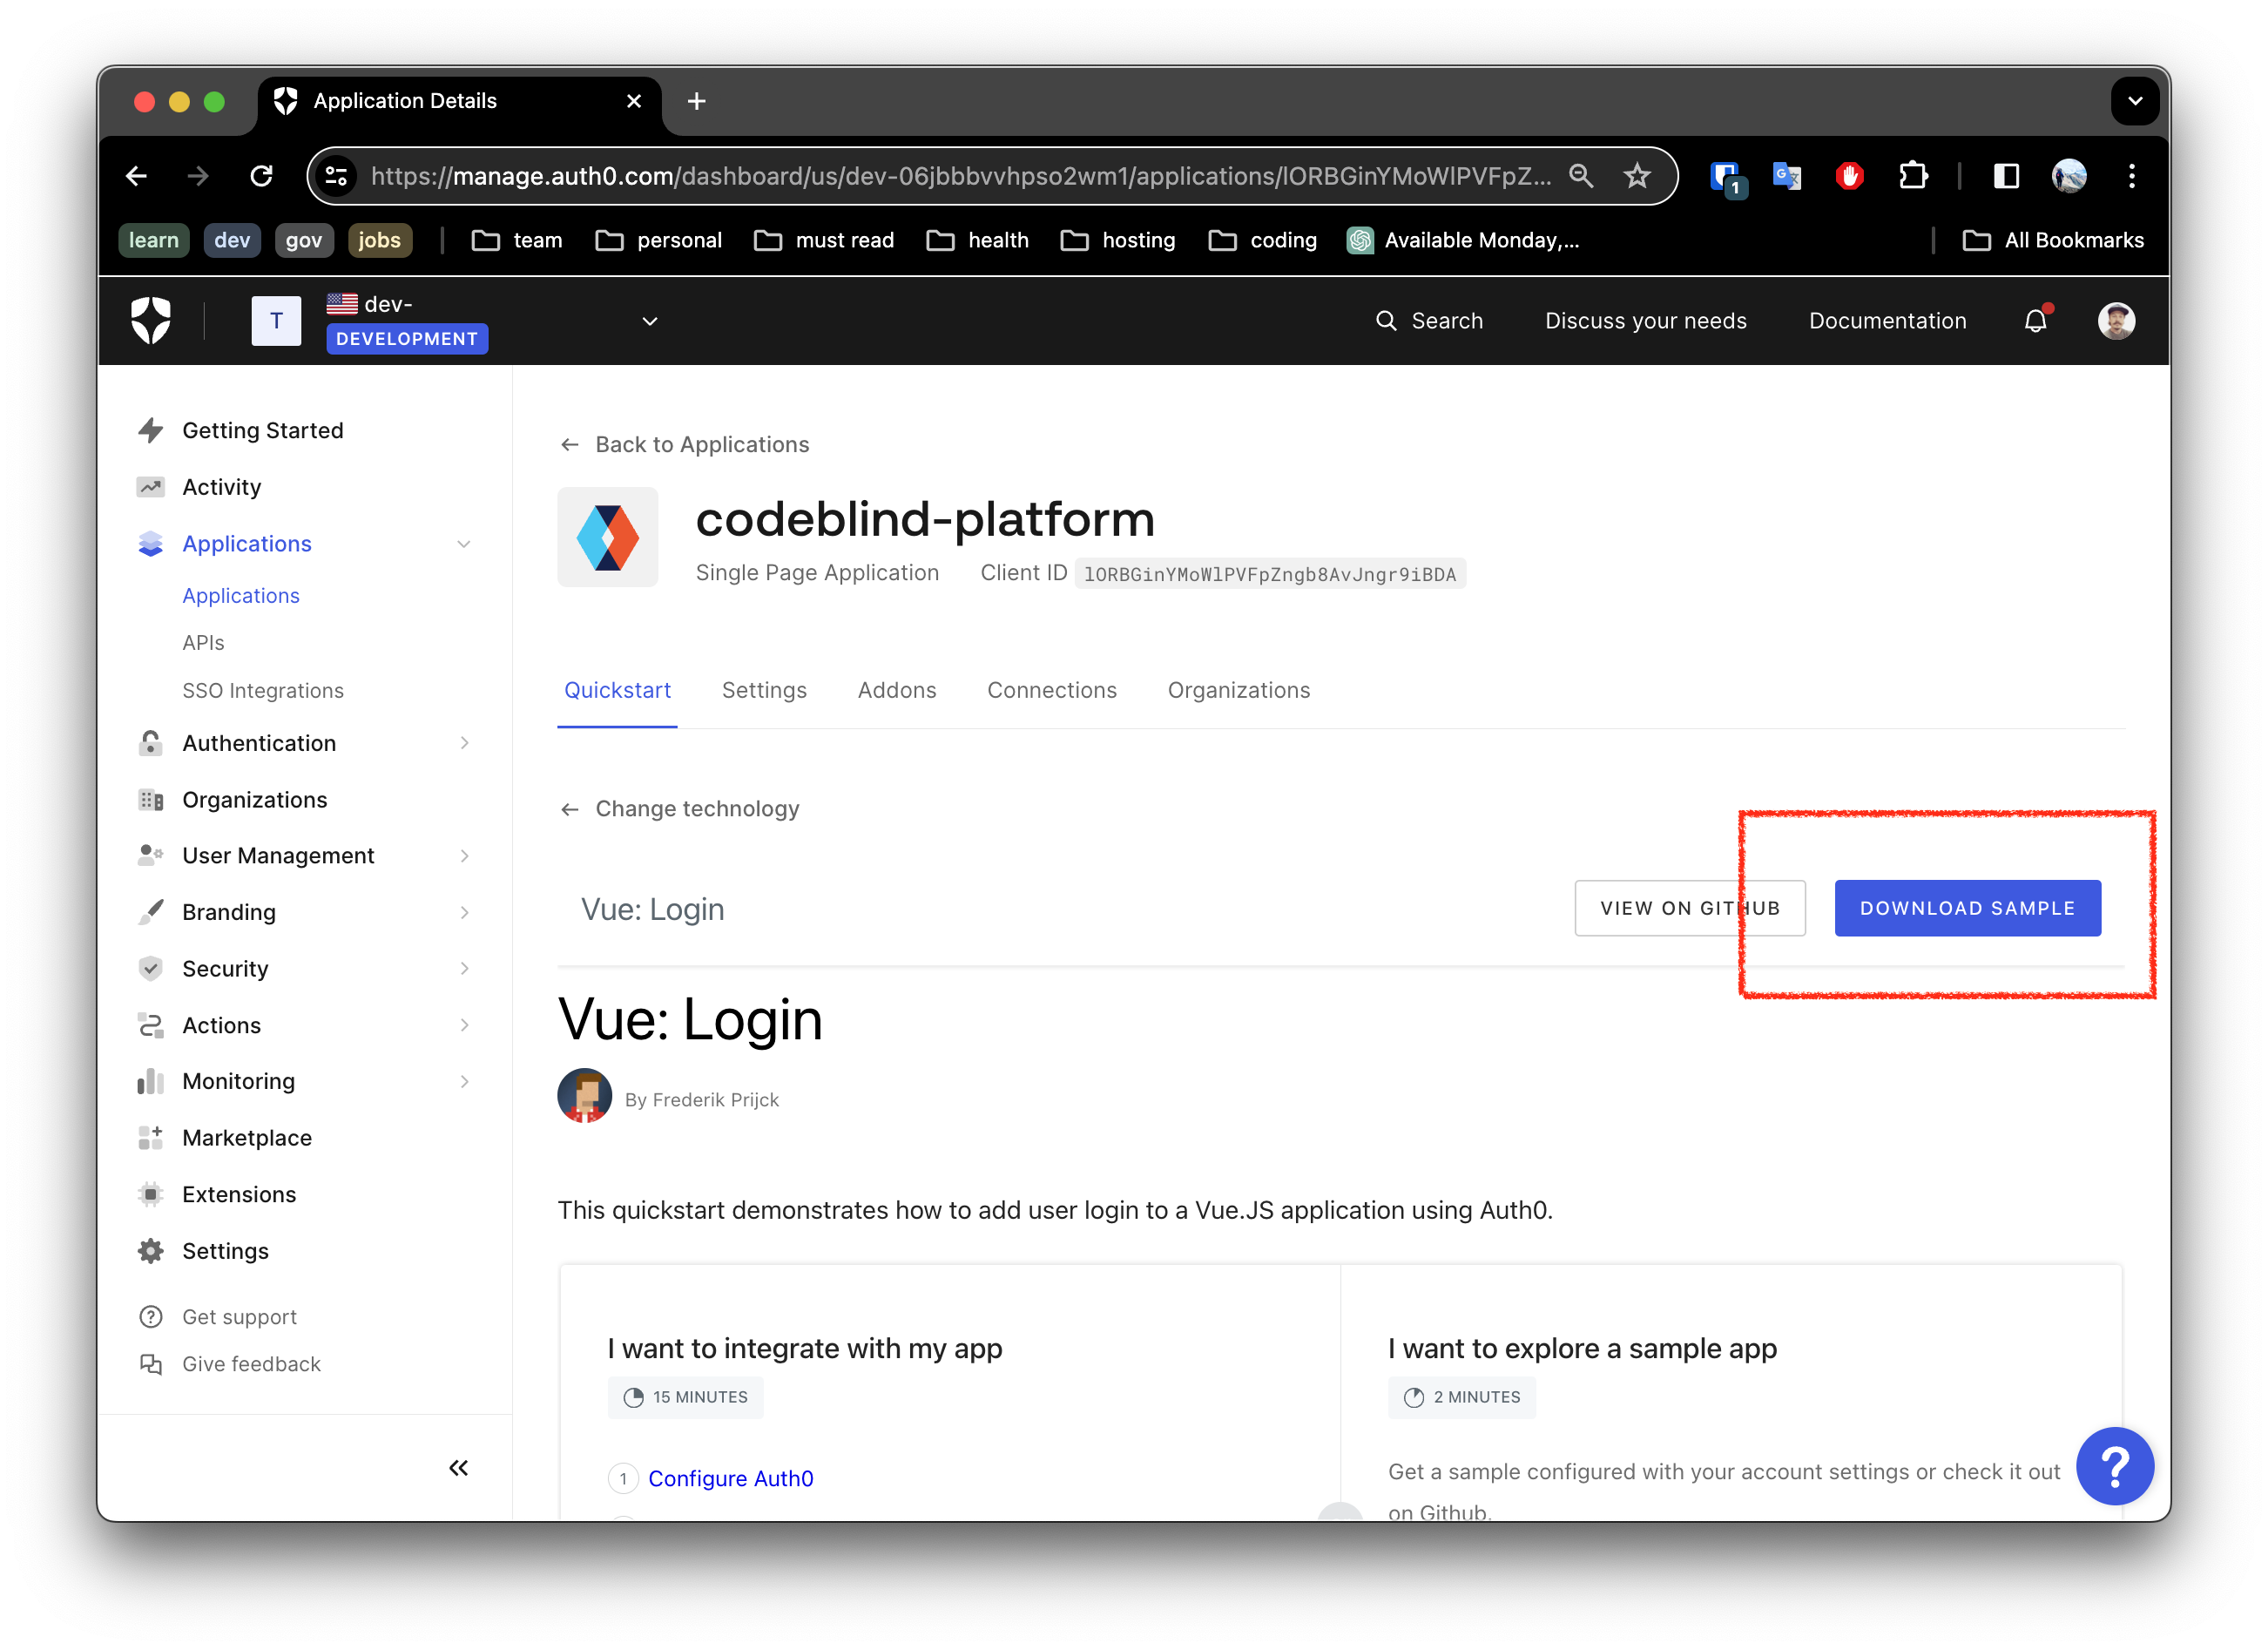 Application Details
https://manage.auth0.com/dashboard/us/dev-06jbbbvvhpso2wm1/applications/lORBGinYMoWlPVFpZ...
1
learn dev gov jobs team personal must read health hosting coding Available Monday,... All Bookmarks
T dev-
DEVELOPMENT
Search Discuss your needs Documentation
Getting Started
Activity
Applications
Applications
APIs
SSO Integrations
Authentication
Organizations
User Management
Branding
Security
Actions
Monitoring
Marketplace
Extensions
Settings
Get support
Give feedback
← Back to Applications
codeblind-platform
Single Page Application Client ID lORBGinYMoWlPVFpZngb8AvJngr9iBDA
Quickstart Settings Addons Connections Organizations
← Change technology
Vue: Login VIEW ON GITHUB DOWNLOAD SAMPLE
Vue: Login
By Frederik Prijck
This quickstart demonstrates how to add user login to a Vue.JS application using Auth0.
I want to integrate with my app
15 MINUTES
1 Configure Auth0
I want to explore a sample app
2 MINUTES
Get a sample configured with your account settings or check it out
on Github.
?